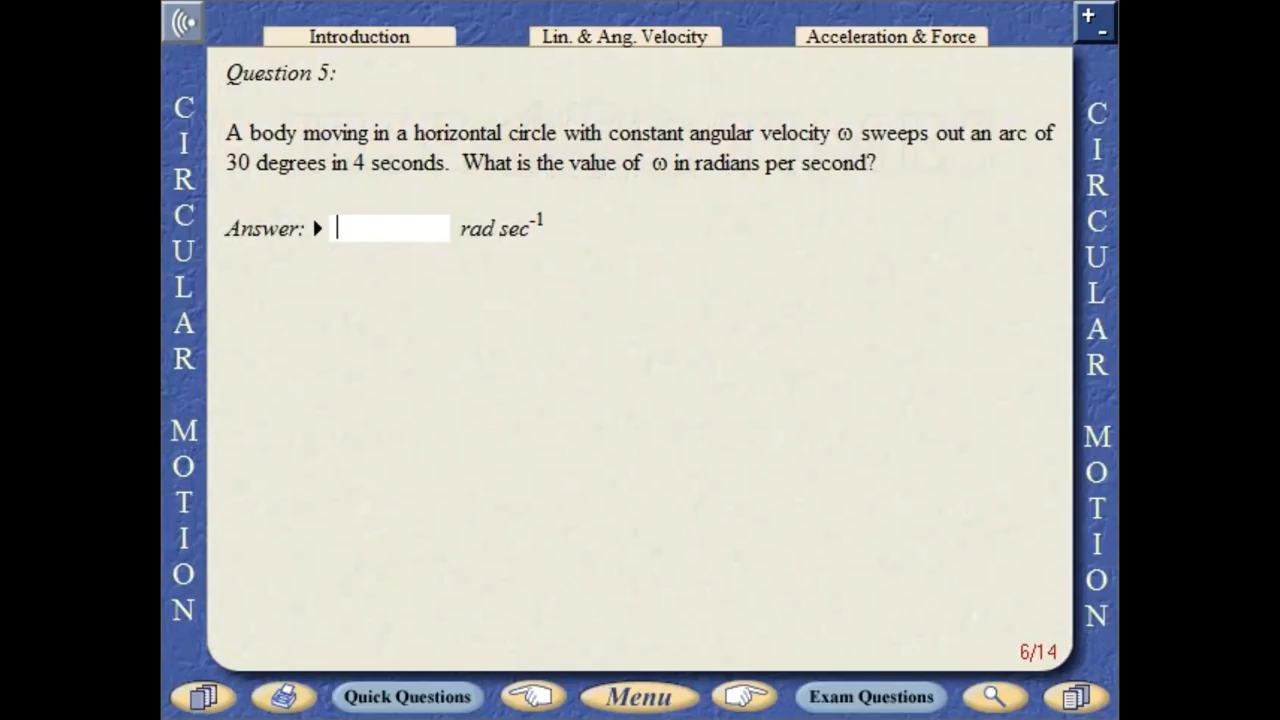 +
-
Introduction
Lin. & Ang. Velocity
Acceleration & Force
Question 5:
A body moving in a horizontal circle with constant angular velocity ω sweeps out an arc of
30 degrees in 4 seconds. What is the value of ω in radians per second?
Answer: rad sec-1
CIRCULAR MOTION
CIRCULAR MOTION
6/14
Quick Questions
Menu
Exam Questions